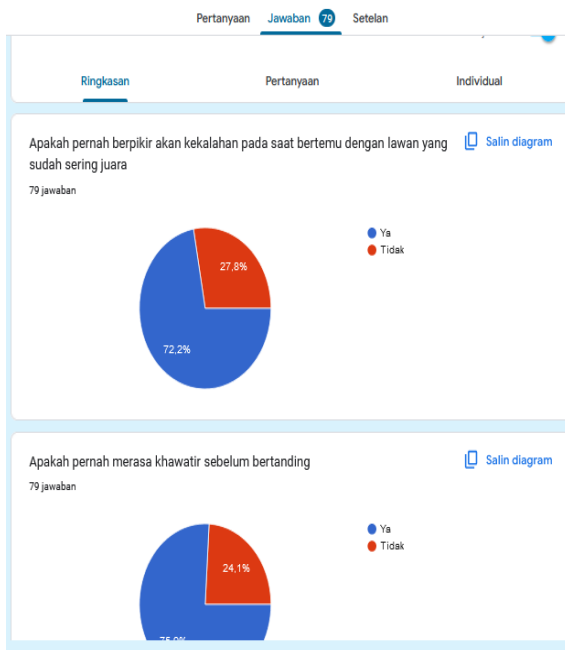 Pertanyaan Jawaban 79 Setelan
Ringkasan Pertanyaan Individual
Apakah pernah berpikir akan kekalahan pada saat bertemu dengan lawan yang
sudah sering juara
Salin diagram
79 jawaban
Ya
Tidak
27,8%
72,2%
Apakah pernah merasa khawatir sebelum bertanding
Salin diagram
79 jawaban
Ya
Tidak
24,1%
75,9%